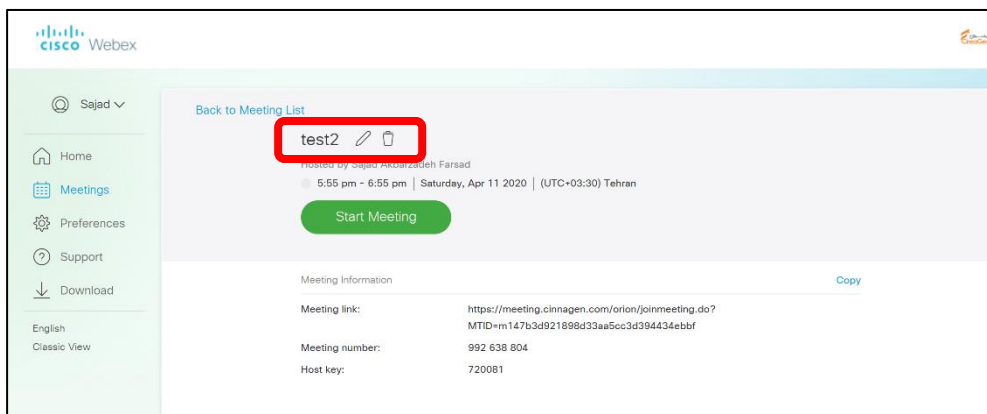 CISCO Webex
Sajad
Back to Meeting List
test2
Hosted by Sajad Akbarzadeh Farsad
Home
5:55 pm - 6:55 pm | Saturday, Apr 11 2020 | (UTC+03:30) Tehran
Meetings
Start Meeting
Preferences
Support
Download
Meeting Information
Copy
Meeting link:
https://meeting.cinnagen.com/orion/joinmeeting.do?
MTID=m147b3d921898d33aa5cc3d394434ebbf
English
Classic View
Meeting number:
992 638 804
Host key:
720081